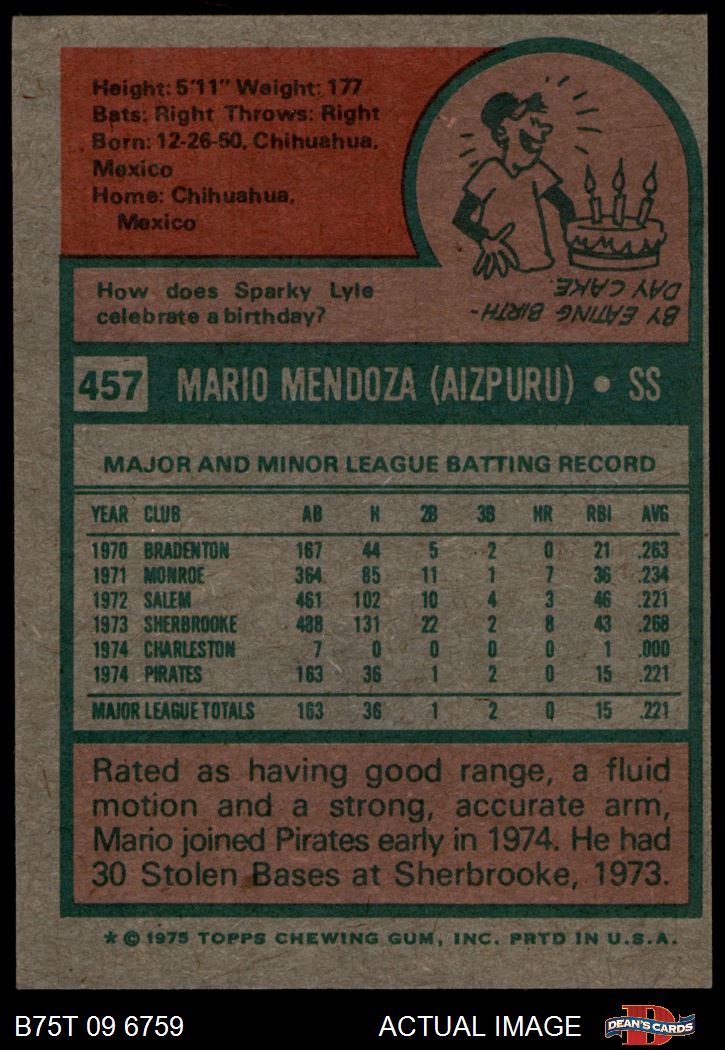 Height: 5'11" Weight: 177
Bats: Right Throws: Right
Born: 12-26-50, Chihuahua,
Mexico
Home: Chihuahua,
Mexico
How does Sparky Lyle
celebrate a birthday?
BY EATING BIRTH-
DAY CAKE.
457 MARIO MENDOZA (AIZPURU) • SS
MAJOR AND MINOR LEAGUE BATTING RECORD
YEAR CLUB AB H 2B 3B HR RBI AVG
1970 BRADENTON 167 44 5 2 0 21 .263
1971 MONROE 364 85 11 1 7 36 .234
1972 SALEM 461 102 10 4 3 46 .221
1973 SHERBROOKE 488 131 22 2 8 43 .268
1974 CHARLESTON 7 0 0 0 0 1 .000
1974 PIRATES 163 36 1 2 0 15 .221
MAJOR LEAGUE TOTALS 163 36 1 2 0 15 .221
Rated as having good range, a fluid
motion and a strong, accurate arm,
Mario joined Pirates early in 1974. He had
30 Stolen Bases at Sherbrooke, 1973.
* © 1975 TOPPS CHEWING GUM, INC. PRTD IN U.S.A.
B75T 09 6759 ACTUAL IMAGE D DEAN'S CARDS